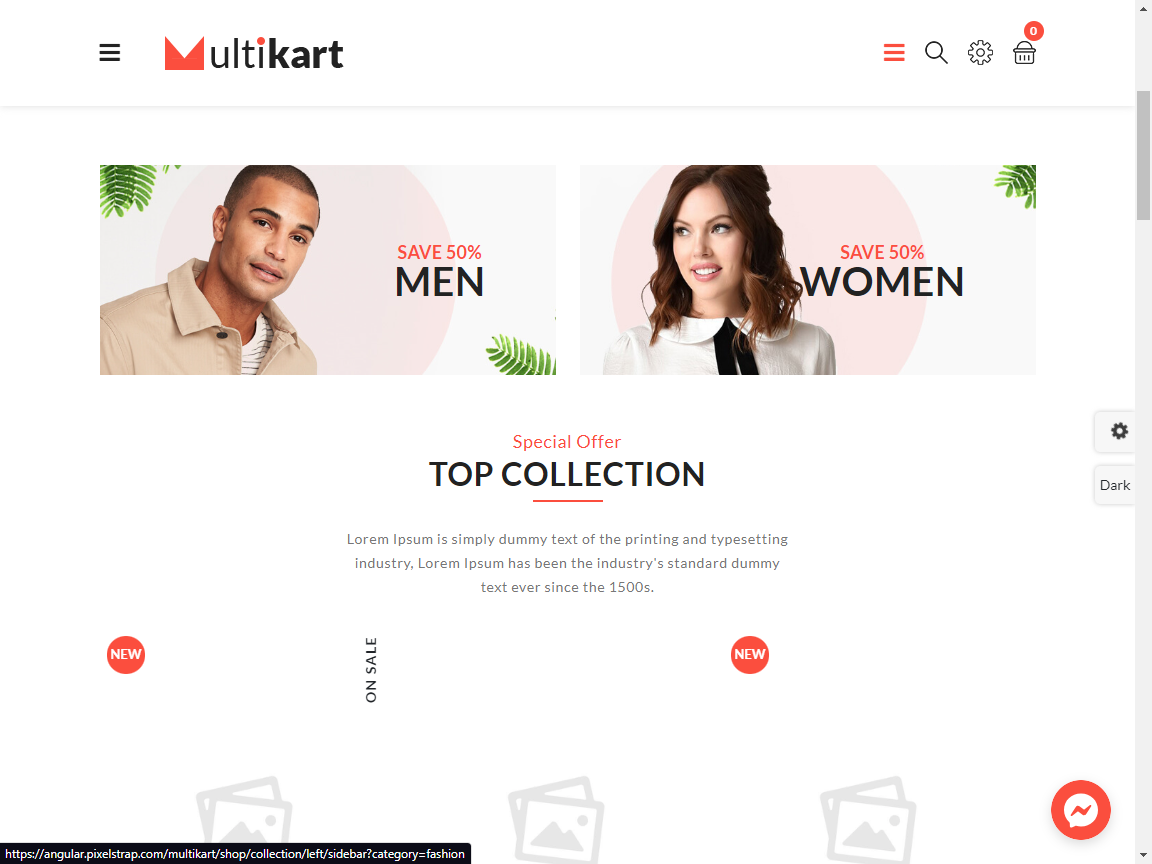 Multikart
0
SAVE 50%
MEN
SAVE 50%
WOMEN
Special Offer
TOP COLLECTION
Dark
Lorem Ipsum is simply dummy text of the printing and typesetting
industry, Lorem Ipsum has been the industry's standard dummy
text ever since the 1500s.
NEW
ON SALE
NEW
https://angular.pixelstrap.com/multikart/shop/collection/left/sidebar?category=fashion